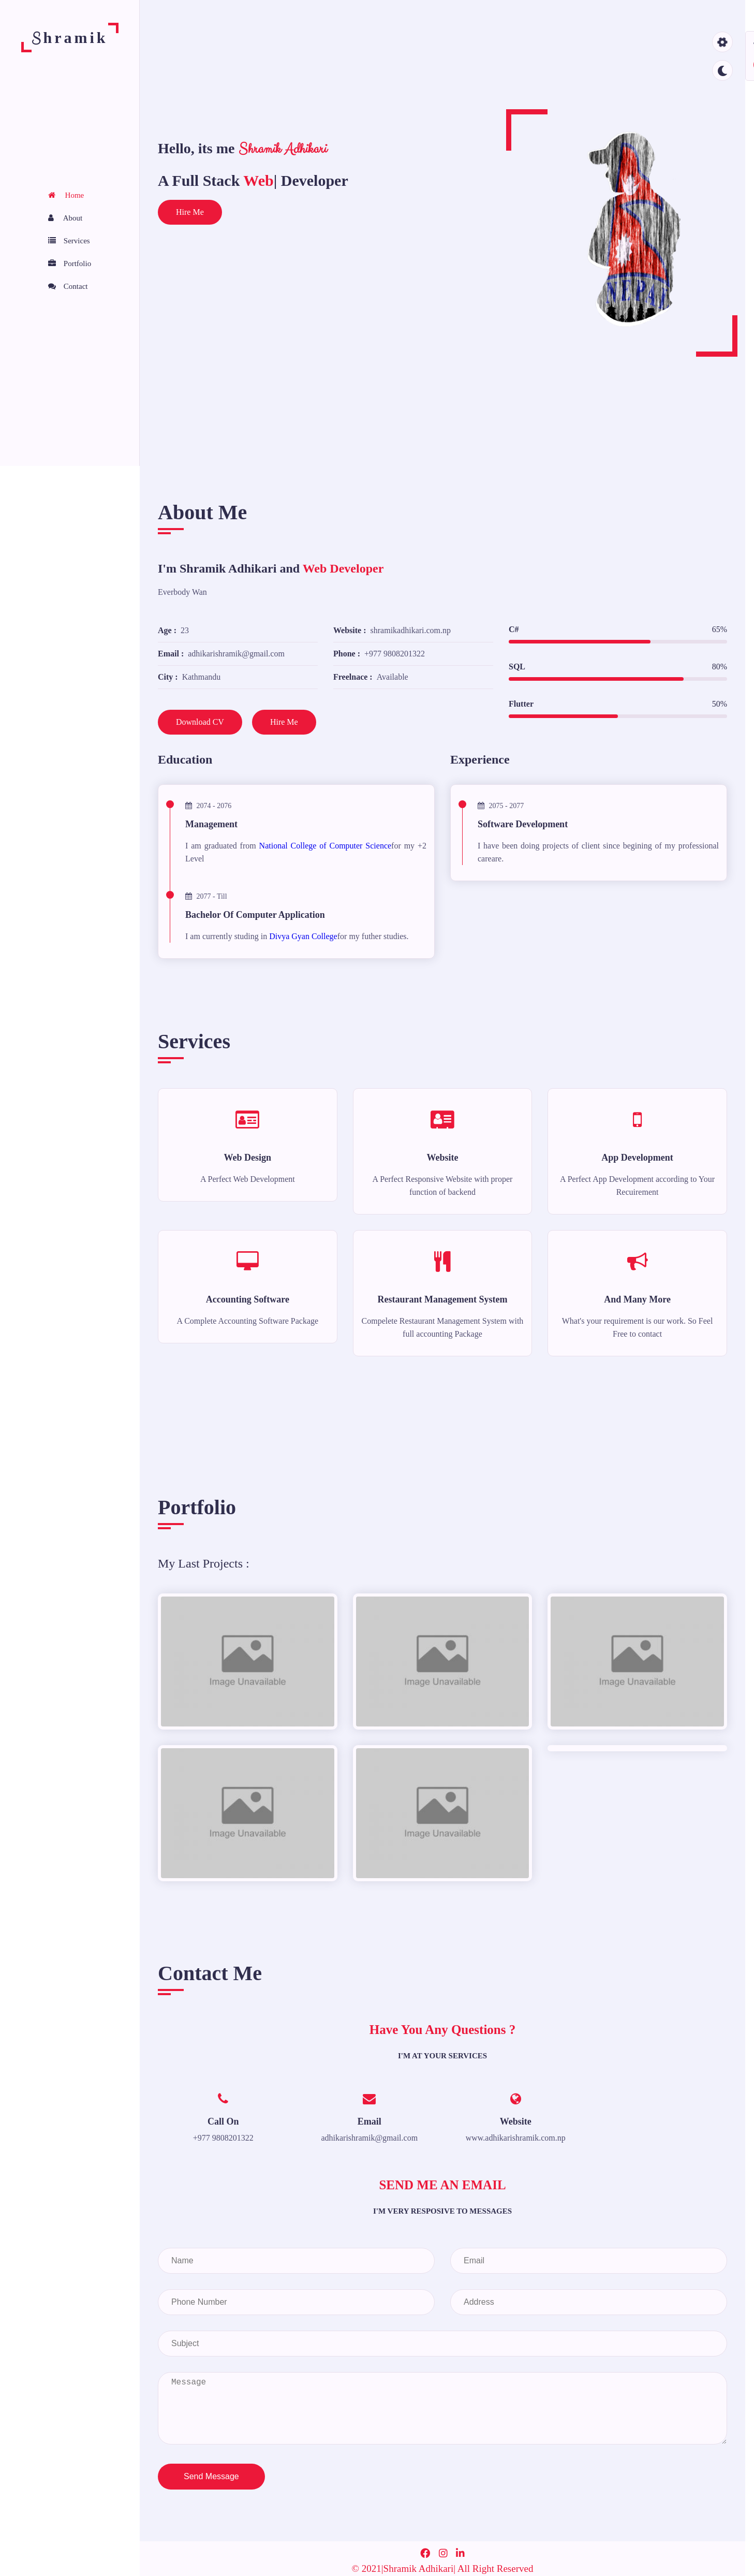 Shramik
Home
About
Services
Portfolio
Contact
Hello, its me Shramik Adhikari
A Full Stack Web| Developer
Hire Me
NEPAL
About Me
I'm Shramik Adhikari and Web Developer
Everbody Wan
Age : 23
Website : shramikadhikari.com.np
Email : adhikarishramik@gmail.com
Phone : +977 9808201322
City : Kathmandu
Freelnace : Available
C# 65%
SQL 80%
Flutter 50%
Download CV
Hire Me
Education
2074 - 2076
Management
I am graduated from National College of Computer Sciencefor my +2
Level
2077 - Till
Bachelor Of Computer Application
I am currently studing in Divya Gyan Collegefor my futher studies.
Experience
2075 - 2077
Software Development
I have been doing projects of client since begining of my professional
careare.
Services
Web Design
A Perfect Web Development
Website
A Perfect Responsive Website with proper
function of backend
App Development
A Perfect App Development according to Your
Recuirement
Accounting Software
A Complete Accounting Software Package
Restaurant Management System
Compelete Restaurant Management System with
full accounting Package
And Many More
What's your requirement is our work. So Feel
Free to contact
Portfolio
My Last Projects :
Image Unavailable
Image Unavailable
Image Unavailable
Image Unavailable
Image Unavailable
Contact Me
Have You Any Questions ?
I'M AT YOUR SERVICES
Call On
+977 9808201322
Email
adhikarishramik@gmail.com
Website
www.adhikarishramik.com.np
SEND ME AN EMAIL
I'M VERY RESPOSIVE TO MESSAGES
Name
Email
Phone Number
Address
Subject
Message
Send Message
© 2021|Shramik Adhikari| All Right Reserved